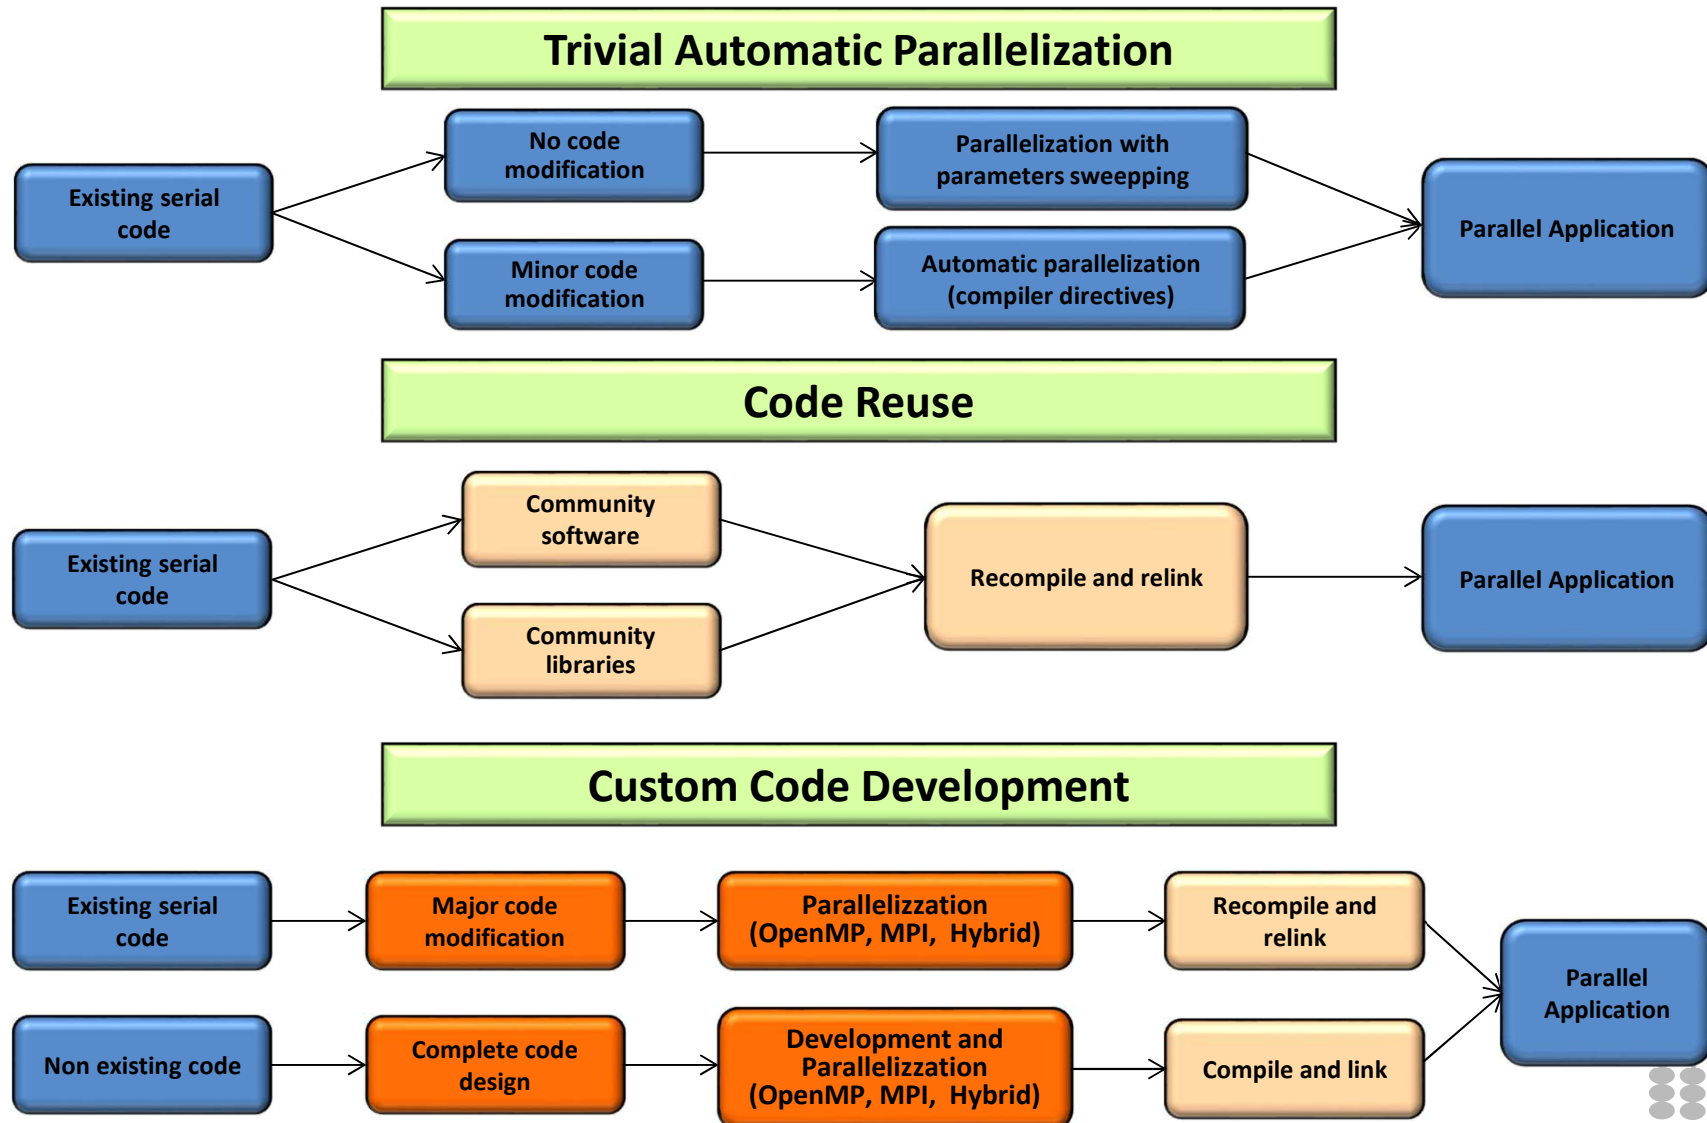 Trivial Automatic Parallelization
No code
modification
Parallelization with
parameters sweepping
Existing serial
code
Parallel Application
Minor code
modification
Automatic parallelization
(compiler directives)
Code Reuse
Community
software
Existing serial
code
Recompile and relink
Parallel Application
Community
libraries
Custom Code Development
Existing serial
code
Major code
modification
Parallelizzation
(OpenMP, MPI, Hybrid)
Recompile and
relink
Parallel
Application
Non existing code
Complete code
design
Development and
Parallelizzation
(OpenMP, MPI, Hybrid)
Compile and link